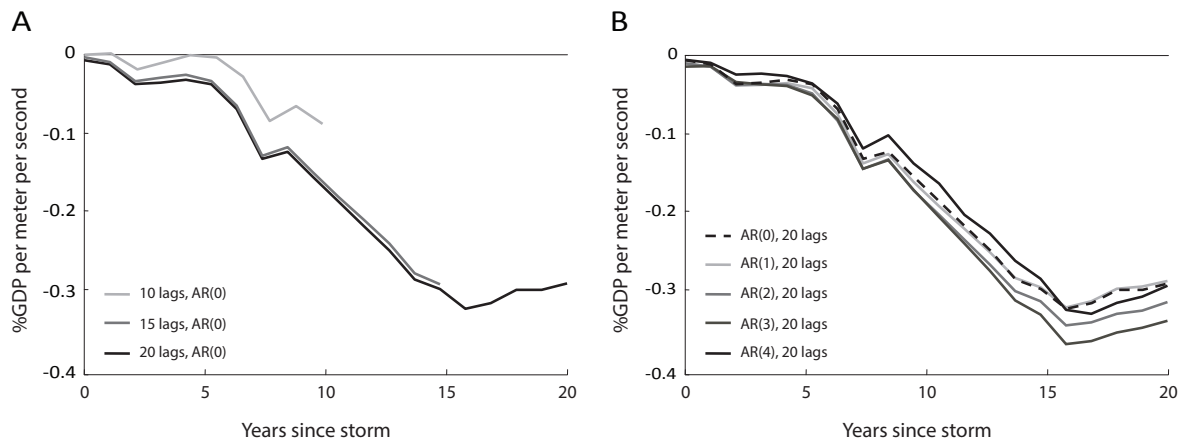 A
%GDP per meter per second
0
-0.1
-0.2
-0.3
-0.4
10 lags, AR(0)
15 lags, AR(0)
20 lags, AR(0)
0 5 10 15 20
Years since storm
B
%GDP per meter per second
0
-0.1
-0.2
-0.3
-0.4
AR(0), 20 lags
AR(1), 20 lags
AR(2), 20 lags
AR(3), 20 lags
AR(4), 20 lags
0 5 10 15 20
Years since storm